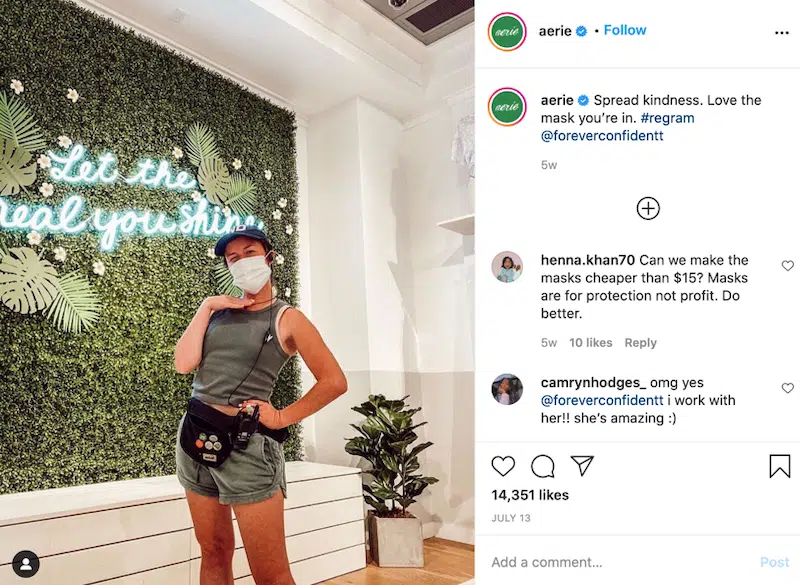 Let the
real you shine
aerie
aerie • Follow
...
aerie
aerie Spread kindness. Love the
mask you're in. #regram
@foreverconfidentt
5w
henna.khan70 Can we make the
masks cheaper than $15? Masks
are for protection not profit. Do
better.
5w 10 likes Reply
camrynhodges_ omg yes
@foreverconfidentt i work with
her!! she's amazing :)
14,351 likes
JULY 13
Add a comment... Post